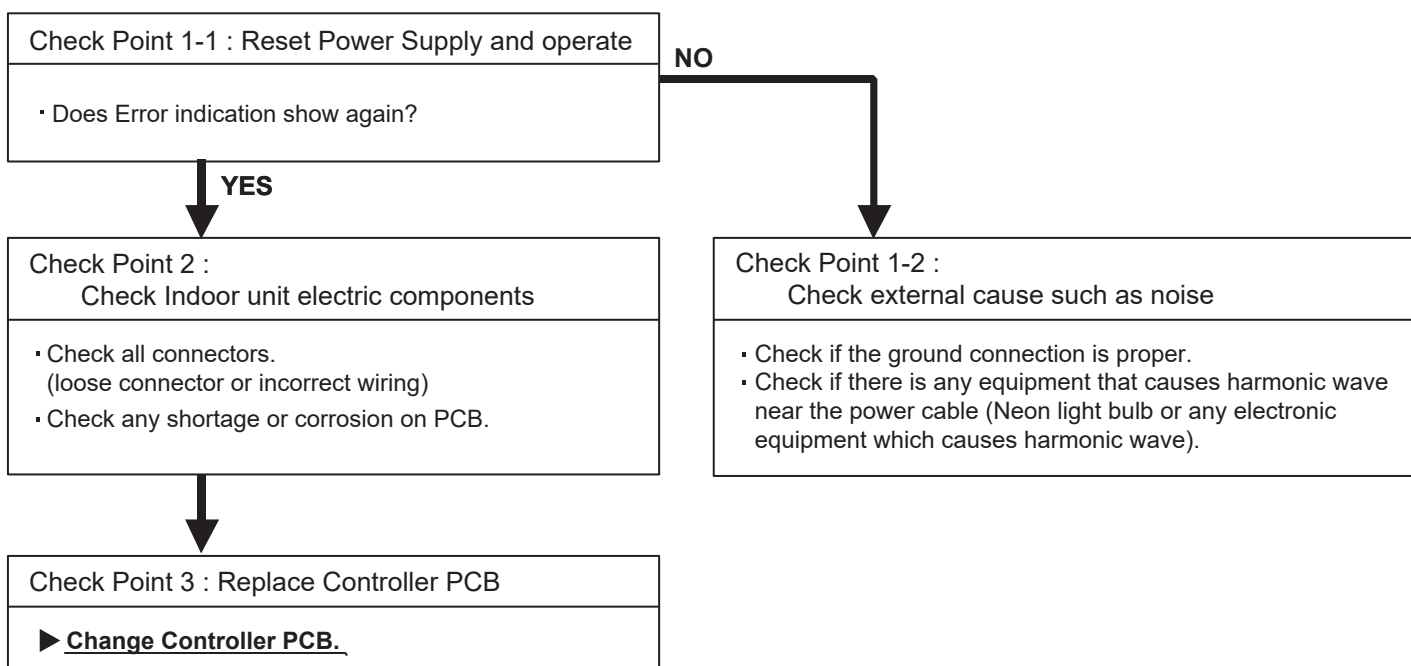 Check Point 1-1 : Reset Power Supply and operate
NO
・Does Error indication show again?
YES
Check Point 2 :
Check Indoor unit electric components
・Check all connectors.
(loose connector or incorrect wiring)
・Check any shortage or corrosion on PCB.
Check Point 1-2 :
Check external cause such as noise
・Check if the ground connection is proper.
・Check if there is any equipment that causes harmonic wave
near the power cable (Neon light bulb or any electronic
equipment which causes harmonic wave).
Check Point 3 : Replace Controller PCB
▶ Change Controller PCB.